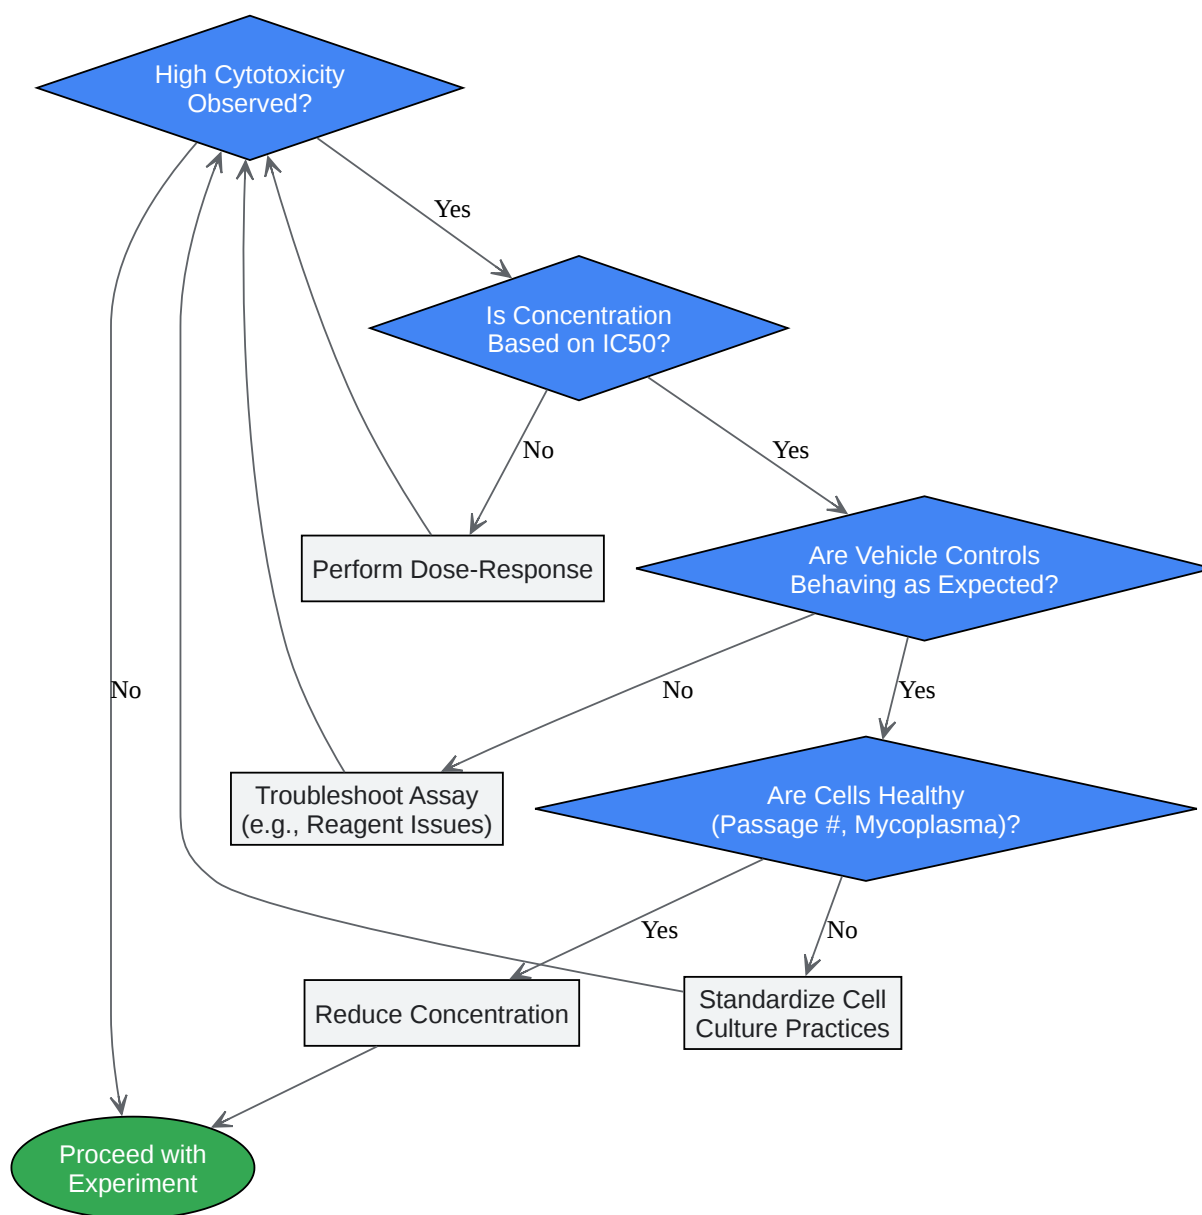 High Cytotoxicity
Observed?
Yes
Is Concentration
Based on IC50?
No
Yes
Perform Dose-Response
Are Vehicle Controls
Behaving as Expected?
No
No
Yes
Troubleshoot Assay
(e.g., Reagent Issues)
Are Cells Healthy
(Passage #, Mycoplasma)?
Yes
No
Reduce Concentration
Standardize Cell
Culture Practices
Proceed with
Experiment